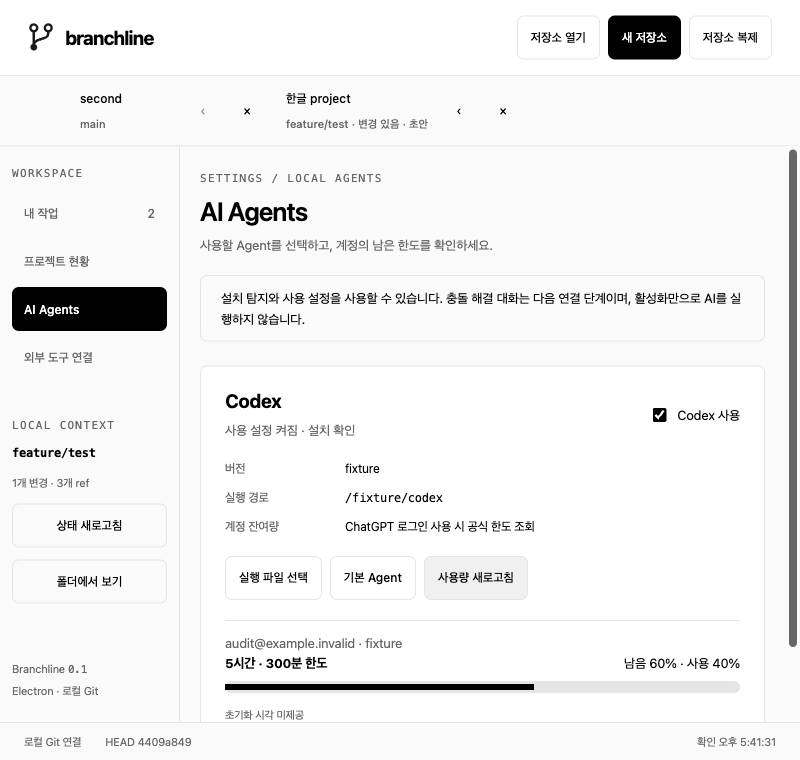 branchline
저장소 열기
새 저장소
저장소 복제
second
main
‹
×
한글 project
feature/test · 변경 있음 · 초안
‹
×
WORKSPACE
내 작업 2
프로젝트 현황
AI Agents
외부 도구 연결
LOCAL CONTEXT
feature/test
1개 변경 · 3개 ref
상태 새로고침
폴더에서 보기
Branchline 0.1
Electron · 로컬 Git
SETTINGS / LOCAL AGENTS
AI Agents
사용할 Agent를 선택하고, 계정의 남은 한도를 확인하세요.
설치 탐지와 사용 설정을 사용할 수 있습니다. 충돌 해결 대화는 다음 연결 단계이며, 활성화만으로 AI를 실
행하지 않습니다.
Codex
사용 설정 켜짐 · 설치 확인
Codex 사용
버전 fixture
실행 경로 /fixture/codex
계정 잔여량 ChatGPT 로그인 사용 시 공식 한도 조회
실행 파일 선택
기본 Agent
사용량 새로고침
audit@example.invalid · fixture
5시간 · 300분 한도 남음 60% · 사용 40%
초기화 시각 미제공
로컬 Git 연결 HEAD 4409a849 확인 오후 5:41:31